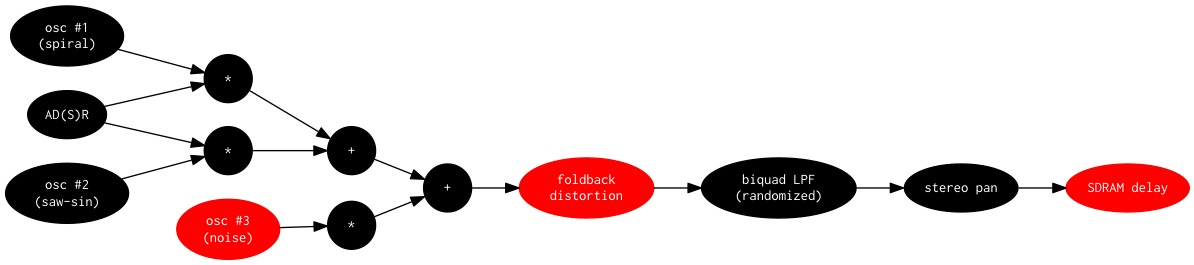 osc #1
(spiral)
*
AD(S)R
*
+
osc #2
(saw-sin)
osc #3
(noise)
*
+
foldback
distortion
biquad LPF
(randomized)
stereo pan
SDRAM delay